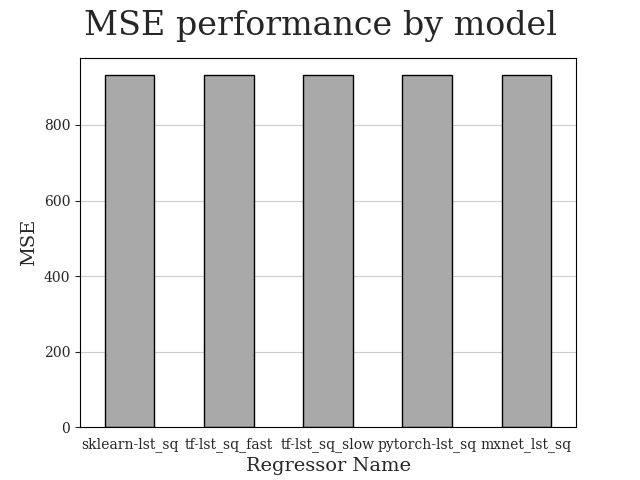 MSE performance by model
MSE
800
600
400
200
0
sklearn-lst_sq tf-lst_sq_fast tf-lst_sq_slow pytorch-lst_sq mxnet_lst_sq
Regressor Name